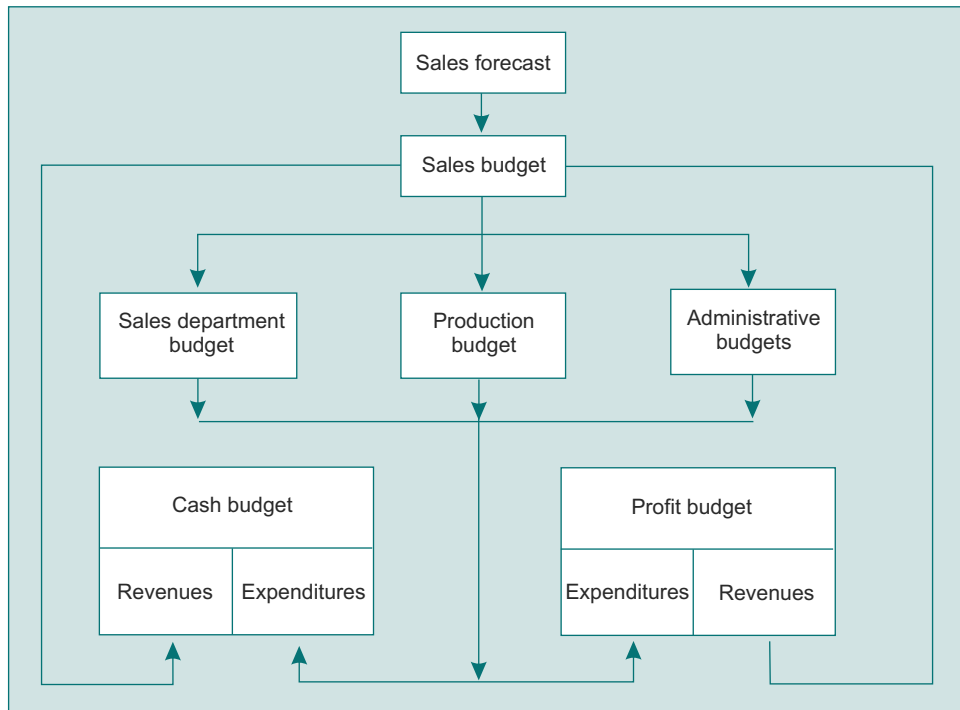 Sales forecast
Sales budget
Sales department
budget
Production
budget
Administrative
budgets
Cash budget
Revenues
Expenditures
Profit budget
Expenditures
Revenues